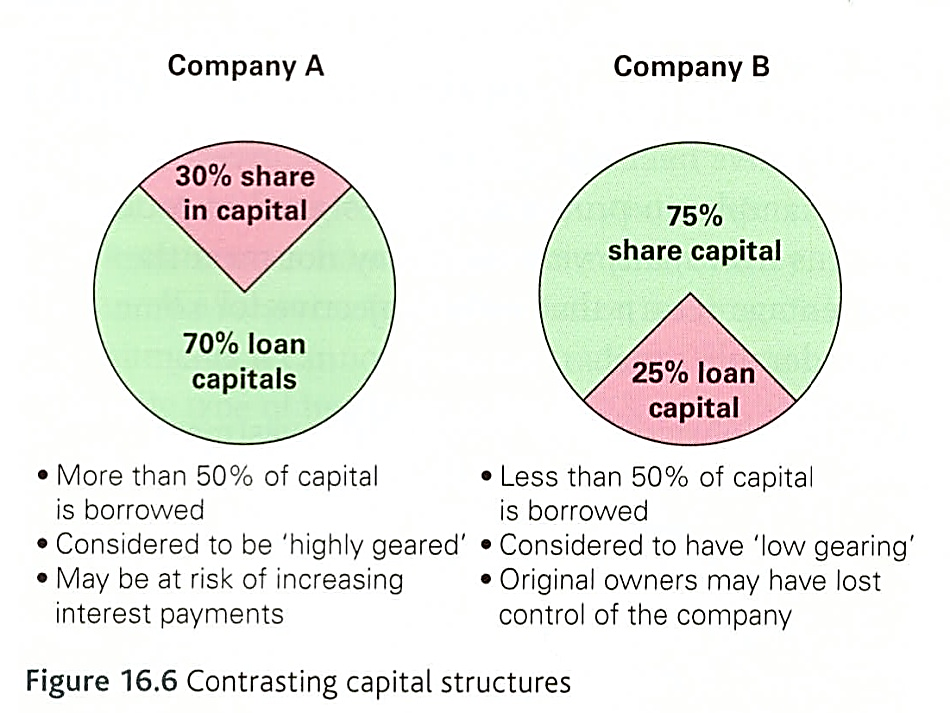 Company A
30% share
in capital
70% loan
capitals
• More than 50% of capital
is borrowed
• Considered to be 'highly geared'
• May be at risk of increasing
interest payments
Company B
75%
share capital
25% loan
capital
• Less than 50% of capital
is borrowed
• Considered to have 'low gearing'
• Original owners may have lost
control of the company
Figure 16.6 Contrasting capital structures